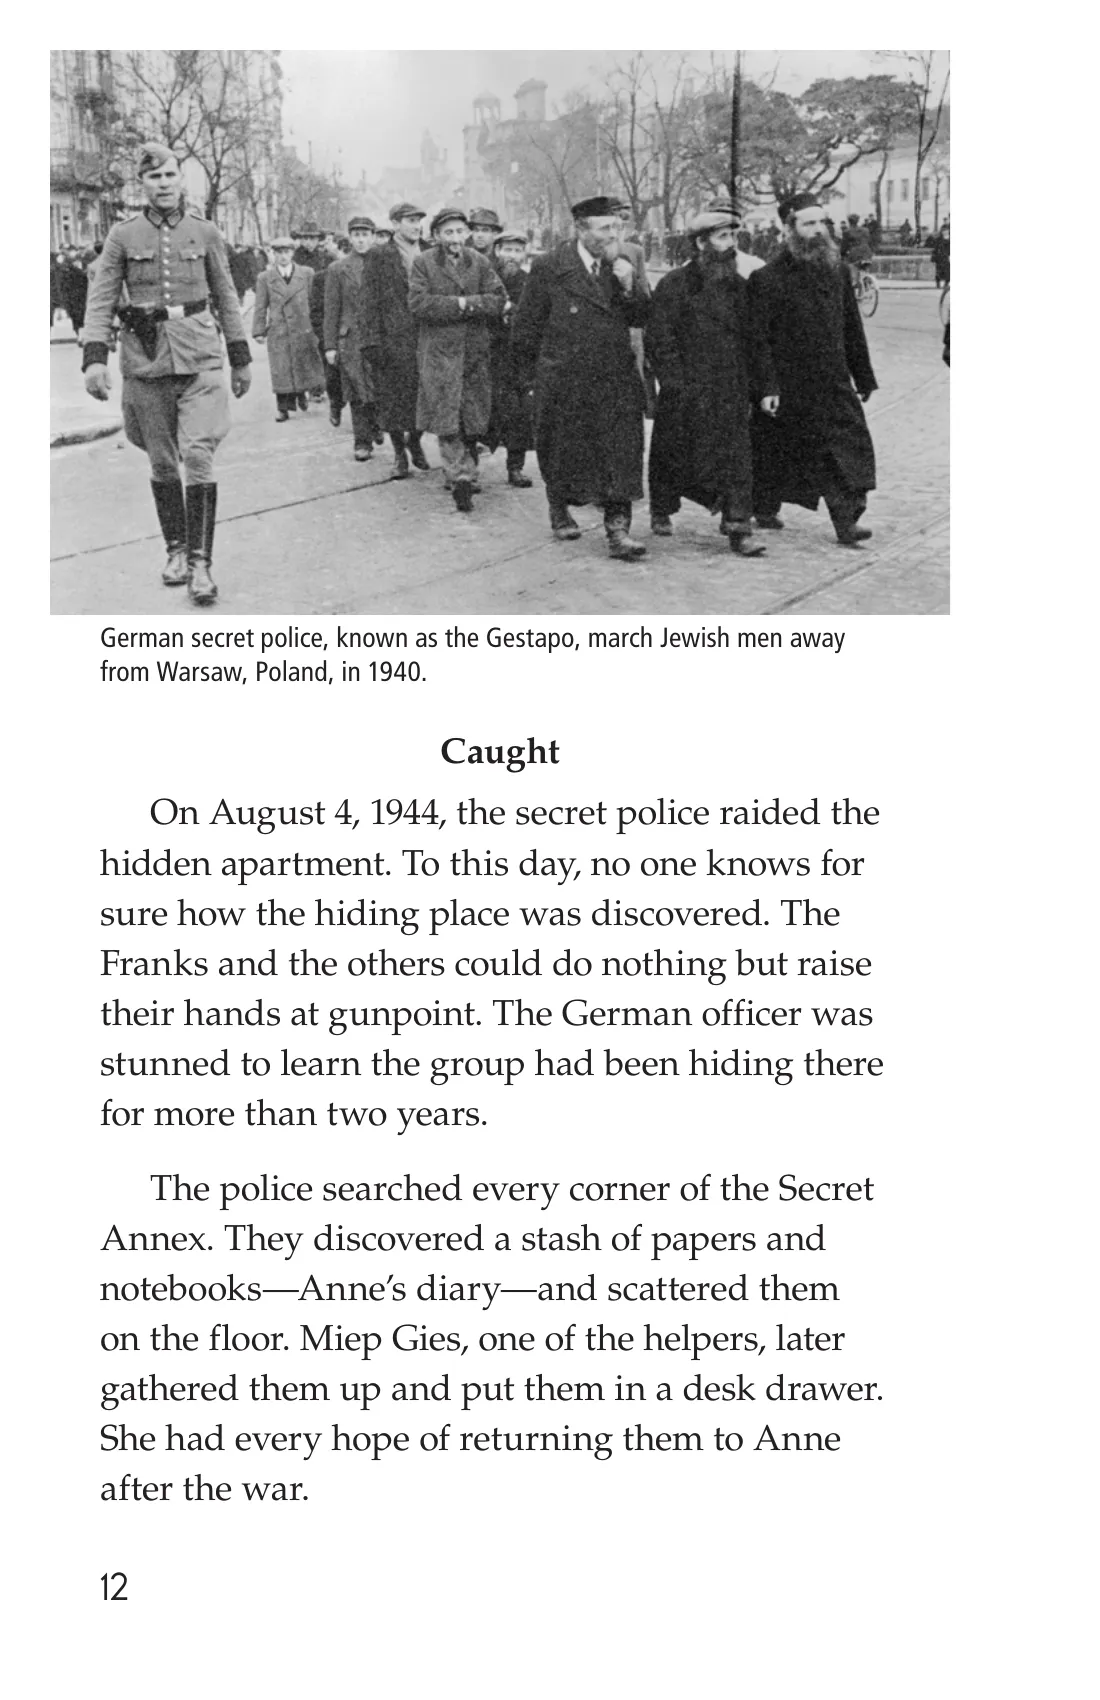 German secret police, known as the Gestapo, march Jewish men away
from Warsaw, Poland, in 1940.
Caught
On August 4, 1944, the secret police raided the
hidden apartment. To this day, no one knows for
sure how the hiding place was discovered. The
Franks and the others could do nothing but raise
their hands at gunpoint. The German officer was
stunned to learn the group had been hiding there
for more than two years.
The police searched every corner of the Secret
Annex. They discovered a stash of papers and
notebooks—Anne’s diary—and scattered them
on the floor. Miep Gies, one of the helpers, later
gathered them up and put them in a desk drawer.
She had every hope of returning them to Anne
after the war.
12